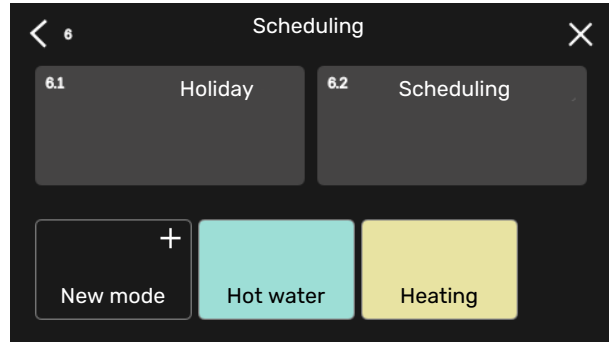 6 Scheduling
6.1 Holiday
6.2 Scheduling
New mode
Hot water
Heating